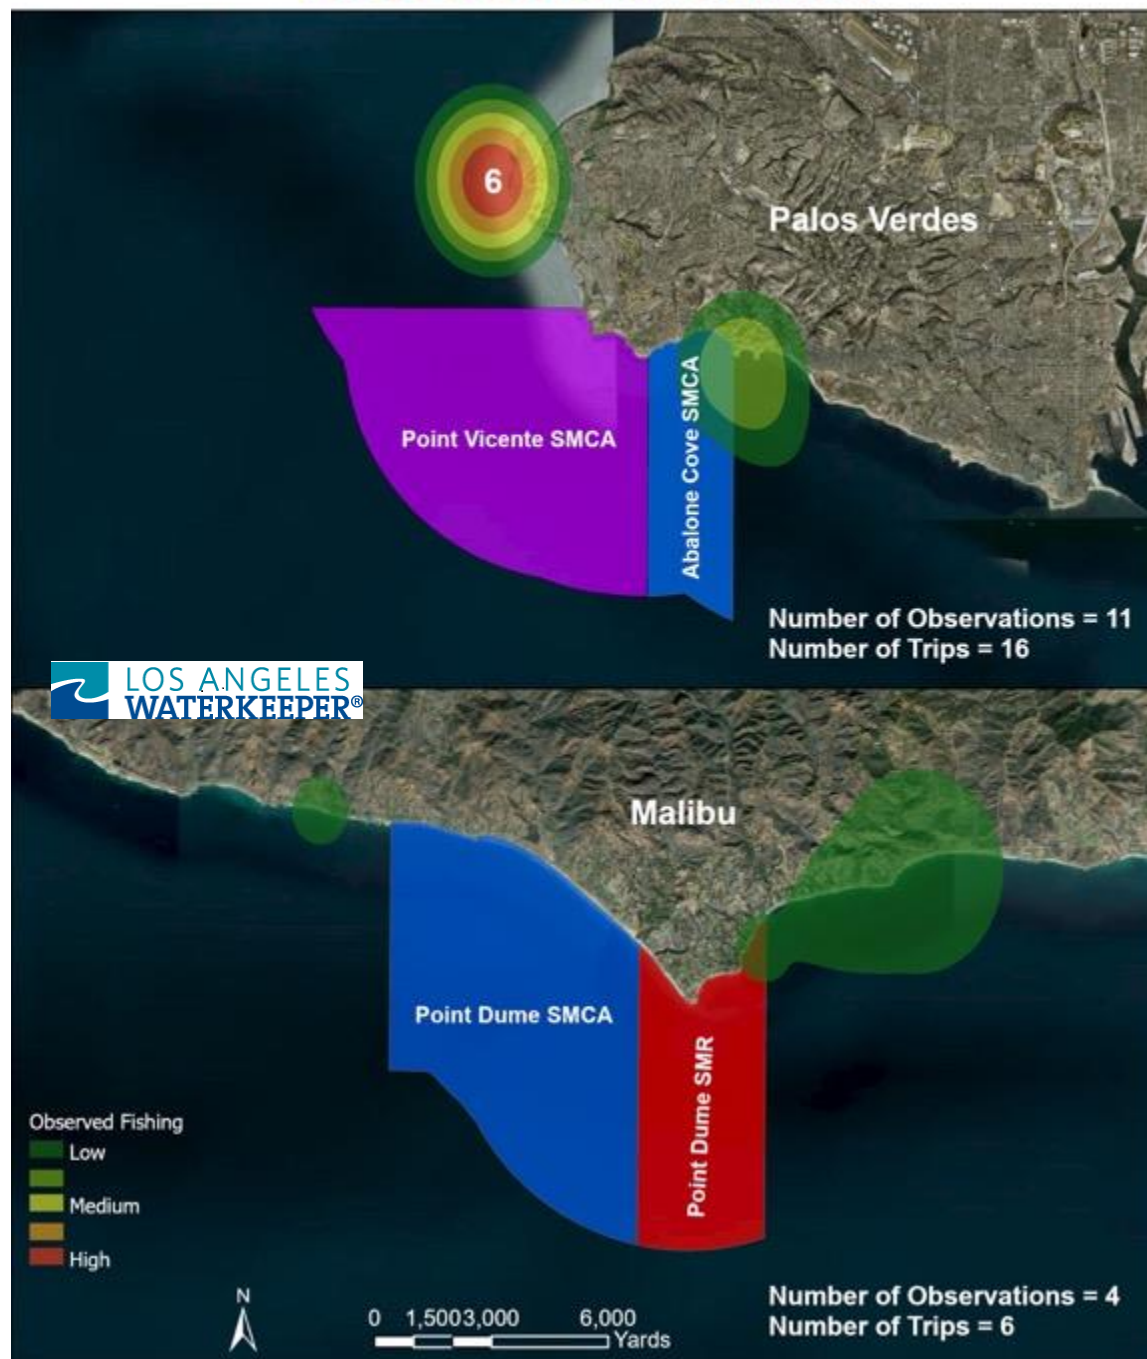 6
Palos Verdes
Point Vicente SMCA
Abalone Cove SMCA
Number of Observations = 11
Number of Trips = 16
LOS ANGELES
WATERKEEPER®
Malibu
Point Dume SMCA
Point Dume SMR
Observed Fishing
Low
Medium
High
N
0 1,5003,000 6,000
Yards
Number of Observations = 4
Number of Trips = 6